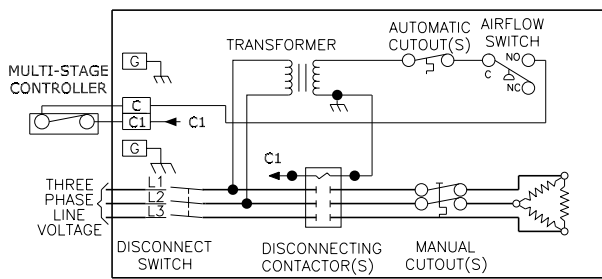 AUTOMATIC
CUTOUT(S)
AIRFLOW
SWITCH
TRANSFORMER
G
NO
C
NC
MULTI-STAGE
CONTROLLER
C
C1
C1
G
C1
THREE
PHASE
LINE
VOLTAGE
L1
L2
L3
DISCONNECT
SWITCH
DISCONNECTING
CONTACTOR(S)
MANUAL
CUTOUT(S)